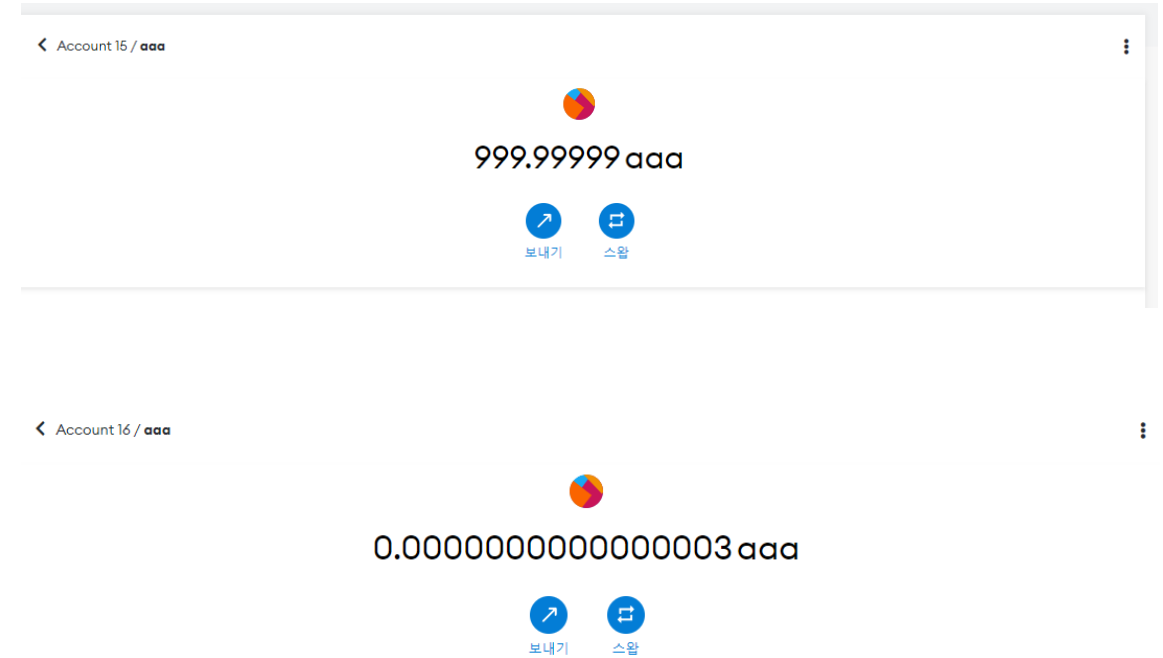 Account 15 / aaa
999.99999 aaa
보내기 스왑
Account 16 / aaa
0.0000000000000003 aaa
보내기 스왑